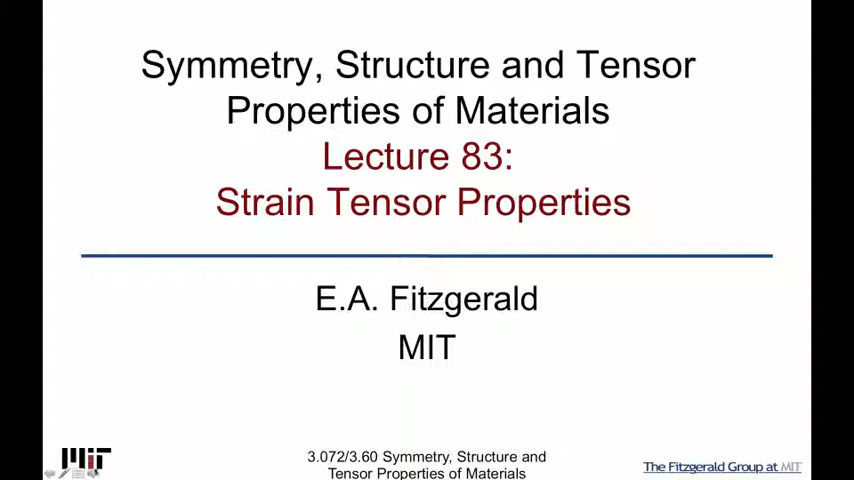 Symmetry, Structure and Tensor
Properties of Materials
Lecture 83:
Strain Tensor Properties
E.A. Fitzgerald
MIT
MIT
3.072/3.60 Symmetry, Structure and
Tensor Properties of Materials
The Fitzgerald Group at MIT